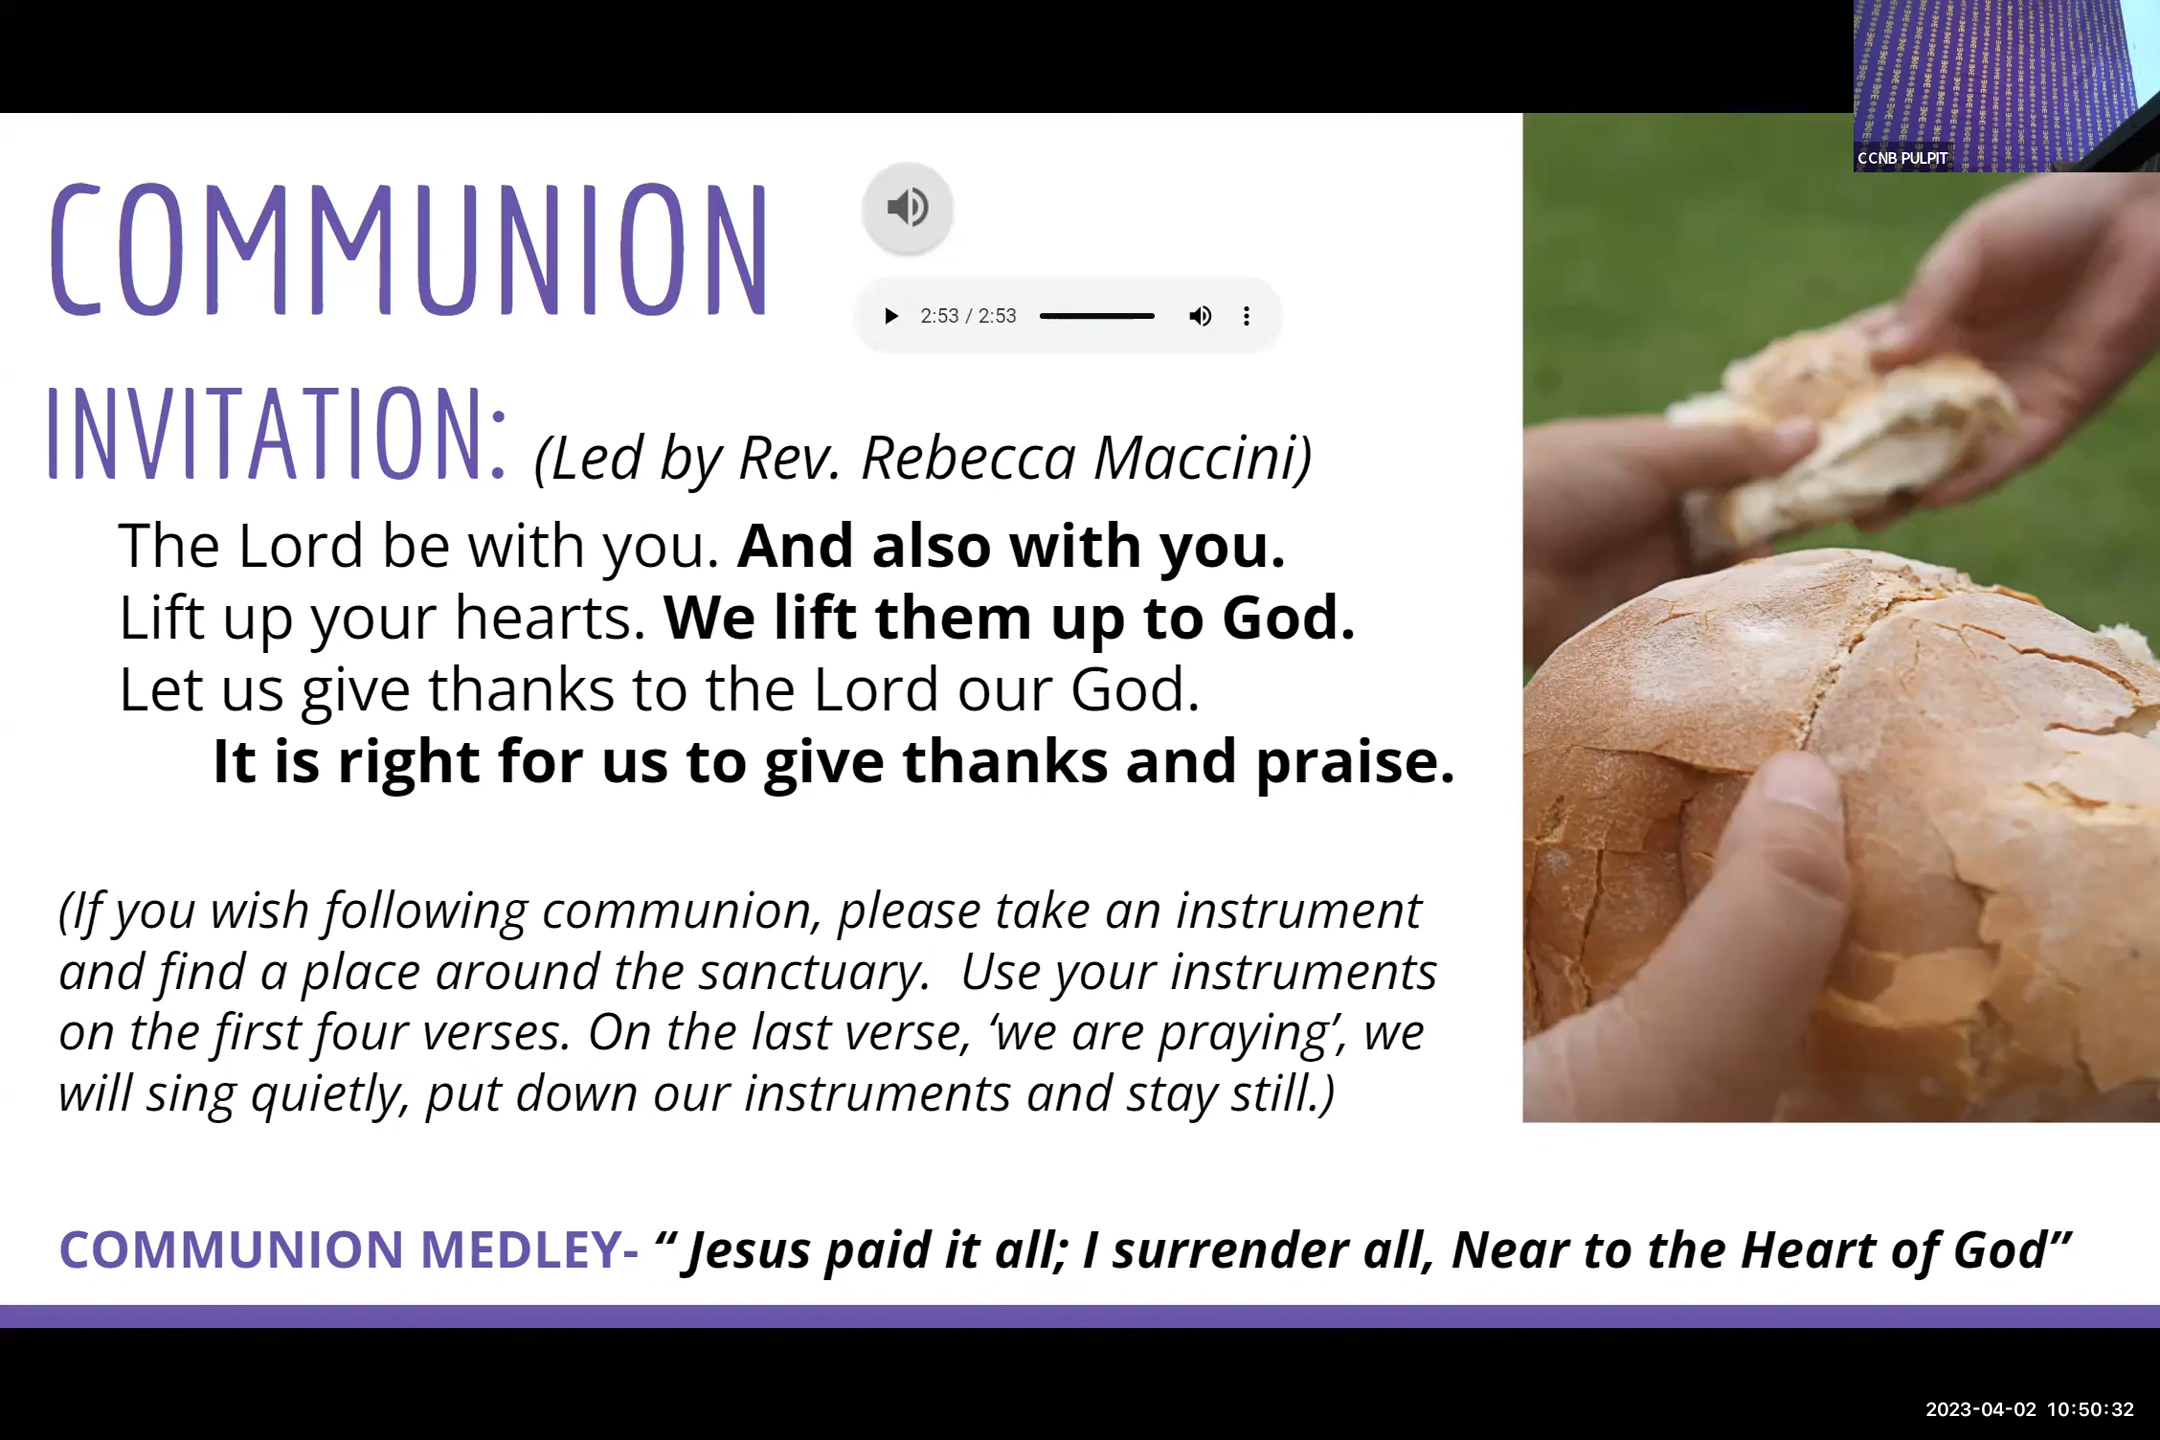 CCNB PULPIT
COMMUNION
2:53 / 2:53
INVITATION: (Led by Rev. Rebecca Maccini)
The Lord be with you. And also with you.
Lift up your hearts. We lift them up to God.
Let us give thanks to the Lord our God.
It is right for us to give thanks and praise.
(If you wish following communion, please take an instrument
and find a place around the sanctuary.  Use your instruments
on the first four verses. On the last verse, ‘we are praying’, we
will sing quietly, put down our instruments and stay still.)
COMMUNION MEDLEY- “ Jesus paid it all; I surrender all, Near to the Heart of God”
2023-04-02 10:50:32